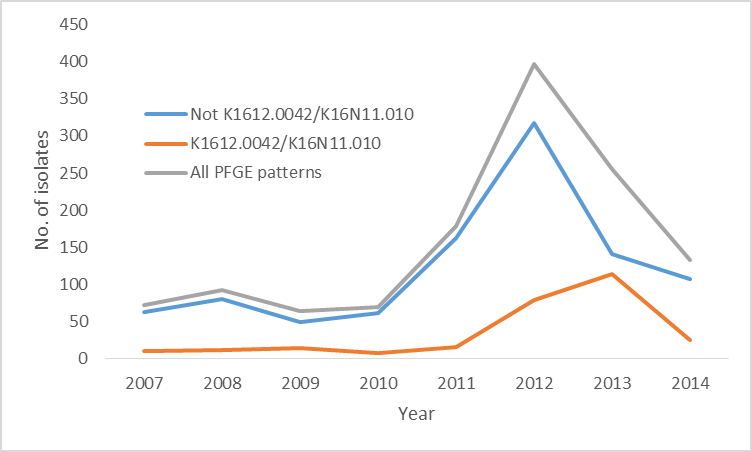 450
400
350
300
250
200
150
100
50
0
No. of isolates
Not K1612.0042/K16N11.010
K1612.0042/K16N11.010
All PFGE patterns
2007 2008 2009 2010 2011 2012 2013 2014
Year